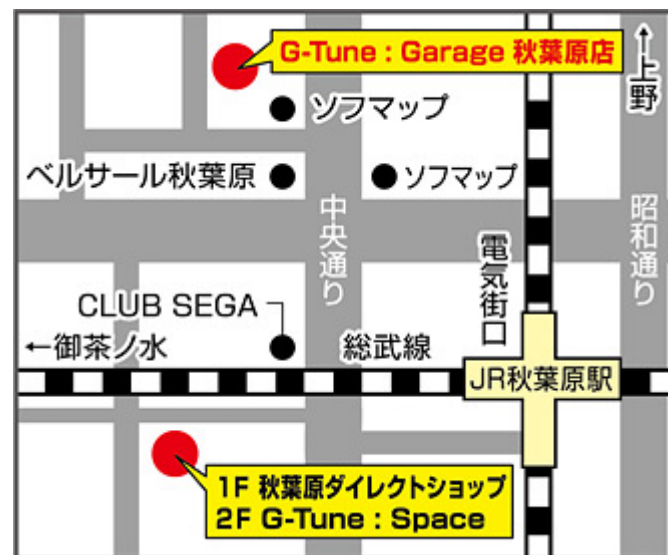 G-Tune : Garage 秋葉原店
↑上野
ソフマップ
ベルサール秋葉原
ソフマップ
中央通り
電気街口
昭和通り
CLUB SEGA
←御茶ノ水
総武線
JR秋葉原駅
1F 秋葉原ダイレクトショップ
2F G-Tune : Space